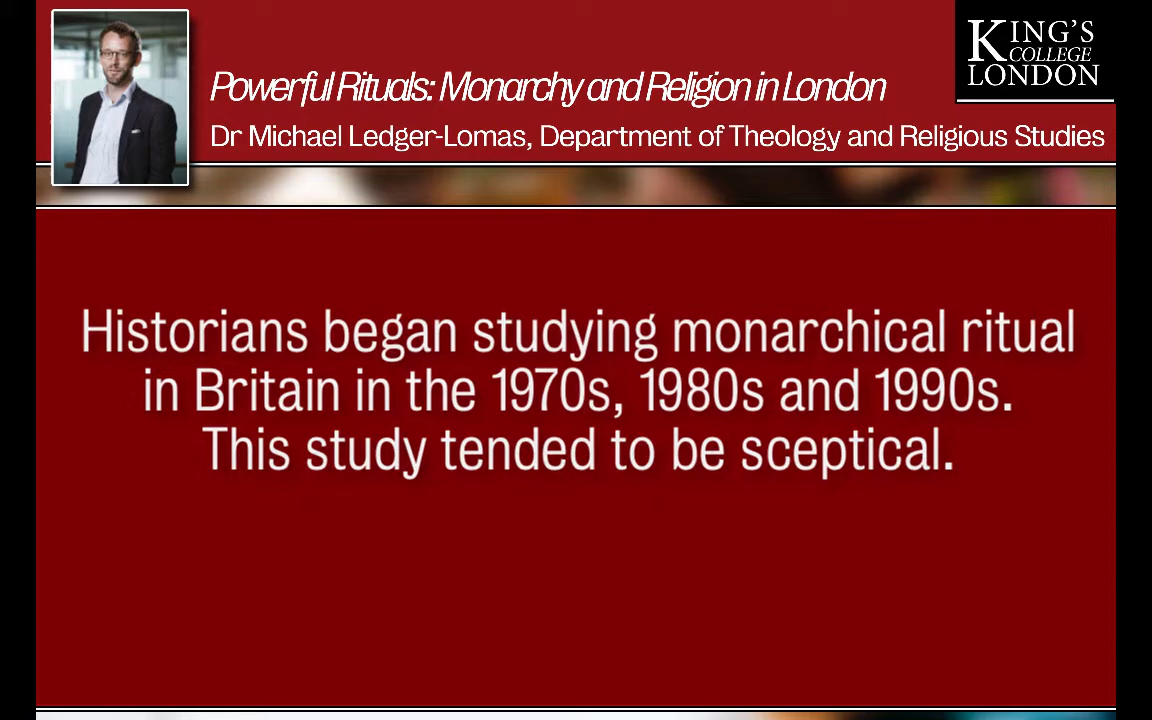 Powerful Rituals: Monarchy and Religion in London
Dr Michael Ledger-Lomas, Department of Theology and Religious Studies
KING'S
COLLEGE
LONDON
Historians began studying monarchical ritual
in Britain in the 1970s, 1980s and 1990s.
This study tended to be sceptical.